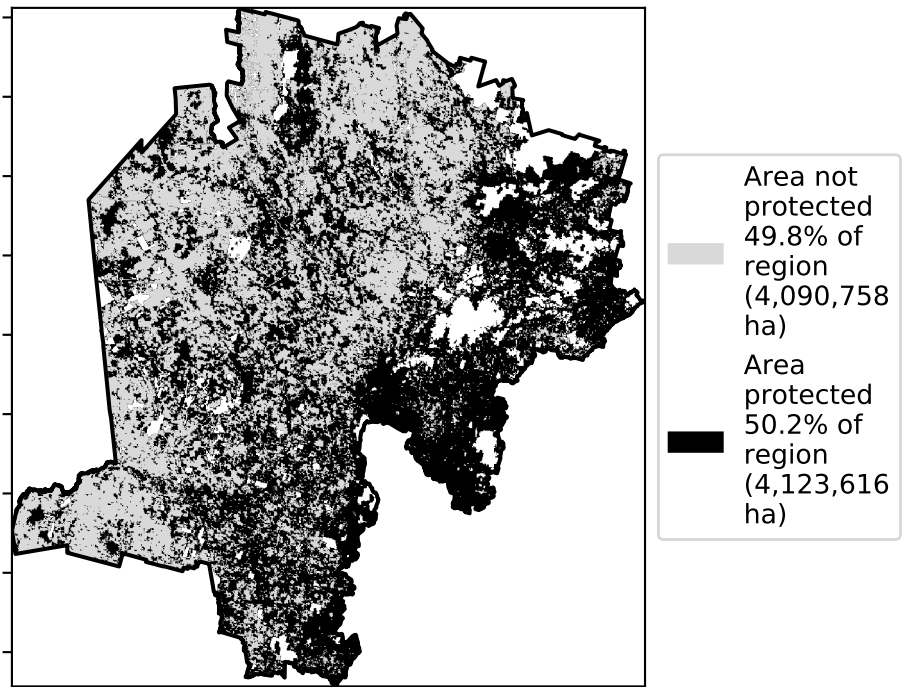 Area not
protected
49.8% of
region
(4,090,758
ha)
Area
protected
50.2% of
region
(4,123,616
ha)